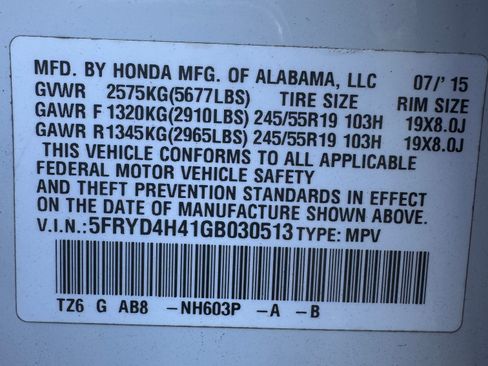 MFD. BY HONDA MFG. OF ALABAMA, LLC 07/' 15
GVWR 2575KG(5677LBS) TIRE SIZE RIM SIZE
GAWR F 1320KG(2910LBS) 245/55R19 103H 19X8.0J
GAWR R 1345KG(2965LBS) 245/55R19 103H 19X8.0J
THIS VEHICLE CONFORMS TO ALL APPLICABLE
FEDERAL MOTOR VEHICLE SAFETY
AND THEFT PREVENTION STANDARDS IN EFFECT
ON THE DATE OF MANUFACTURE SHOWN ABOVE.
V.I.N.:5FRYD4H41GB030513 TYPE: MPV
TZ6 G AB8 -NH603P -A -B